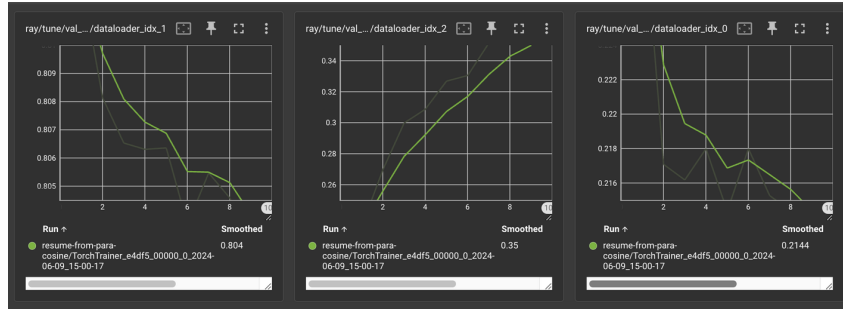 ray/tune/val_.../dataloader_idx_1
0.809
0.808
0.807
0.806
0.805
2
4
6
8
10
Run ↑
Smoothed
resume-from-para-
cosine/TorchTrainer_e4df5_00000_0_2024-
06-09_15-00-17
0.804
ray/tune/val_.../dataloader_idx_2
0.34
0.32
0.3
0.28
0.26
2
4
6
8
10
Run ↑
Smoothed
resume-from-para-
cosine/TorchTrainer_e4df5_00000_0_2024-
06-09_15-00-17
0.35
ray/tune/val_.../dataloader_idx_0
0.222
0.22
0.218
0.216
2
4
6
8
10
Run ↑
Smoothed
resume-from-para-
cosine/TorchTrainer_e4df5_00000_0_2024-
06-09_15-00-17
0.2144